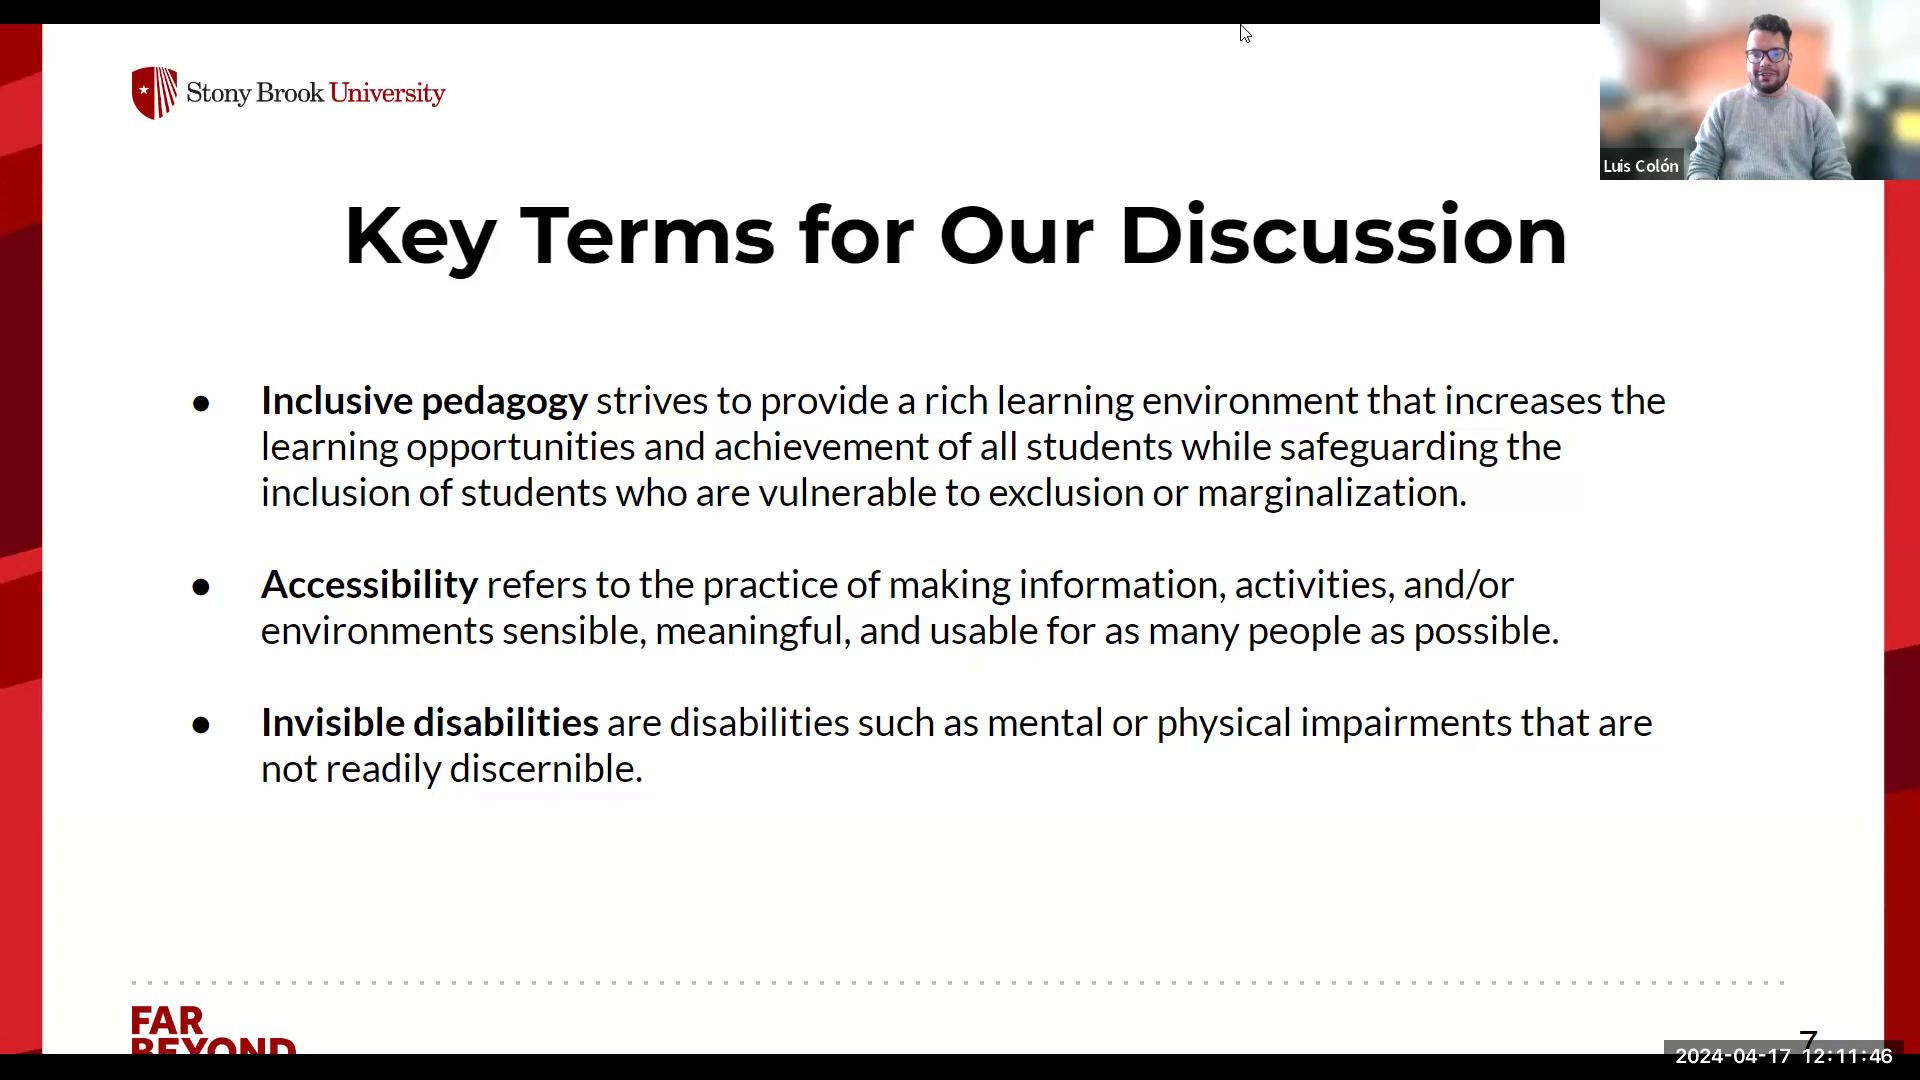 Stony Brook University
Luis Colón
Key Terms for Our Discussion
● Inclusive pedagogy strives to provide a rich learning environment that increases the
learning opportunities and achievement of all students while safeguarding the
inclusion of students who are vulnerable to exclusion or marginalization.
● Accessibility refers to the practice of making information, activities, and/or
environments sensible, meaningful, and usable for as many people as possible.
● Invisible disabilities are disabilities such as mental or physical impairments that are
not readily discernible.
FAR
BEYOND
7
2024-04-17 12:11:46